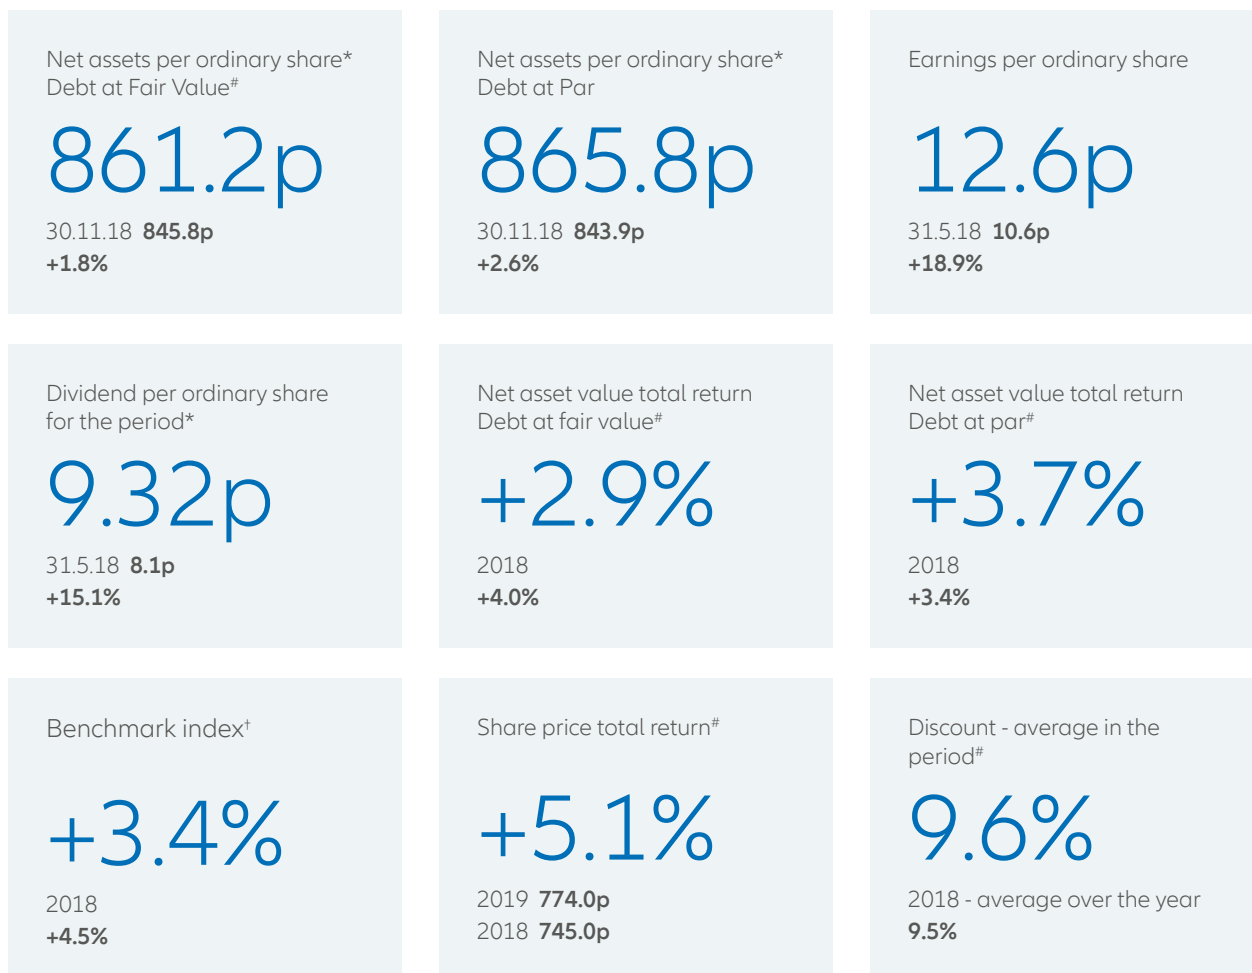 Net assets per ordinary share*
Debt at Fair Value#
861.2p
30.11.18 845.8p
+1.8%
Net assets per ordinary share*
Debt at Par
865.8p
30.11.18 843.9p
+2.6%
Earnings per ordinary share
12.6p
31.5.18 10.6p
+18.9%
Dividend per ordinary share
for the period*
9.32p
31.5.18 8.1p
+15.1%
Net asset value total return
Debt at fair value#
+2.9%
2018
+4.0%
Net asset value total return
Debt at par#
+3.7%
2018
+3.4%
Benchmark index†
+3.4%
2018
+4.5%
Share price total return#
+5.1%
2019 774.0p
2018 745.0p
Discount - average in the
period#
9.6%
2018 - average over the year
9.5%